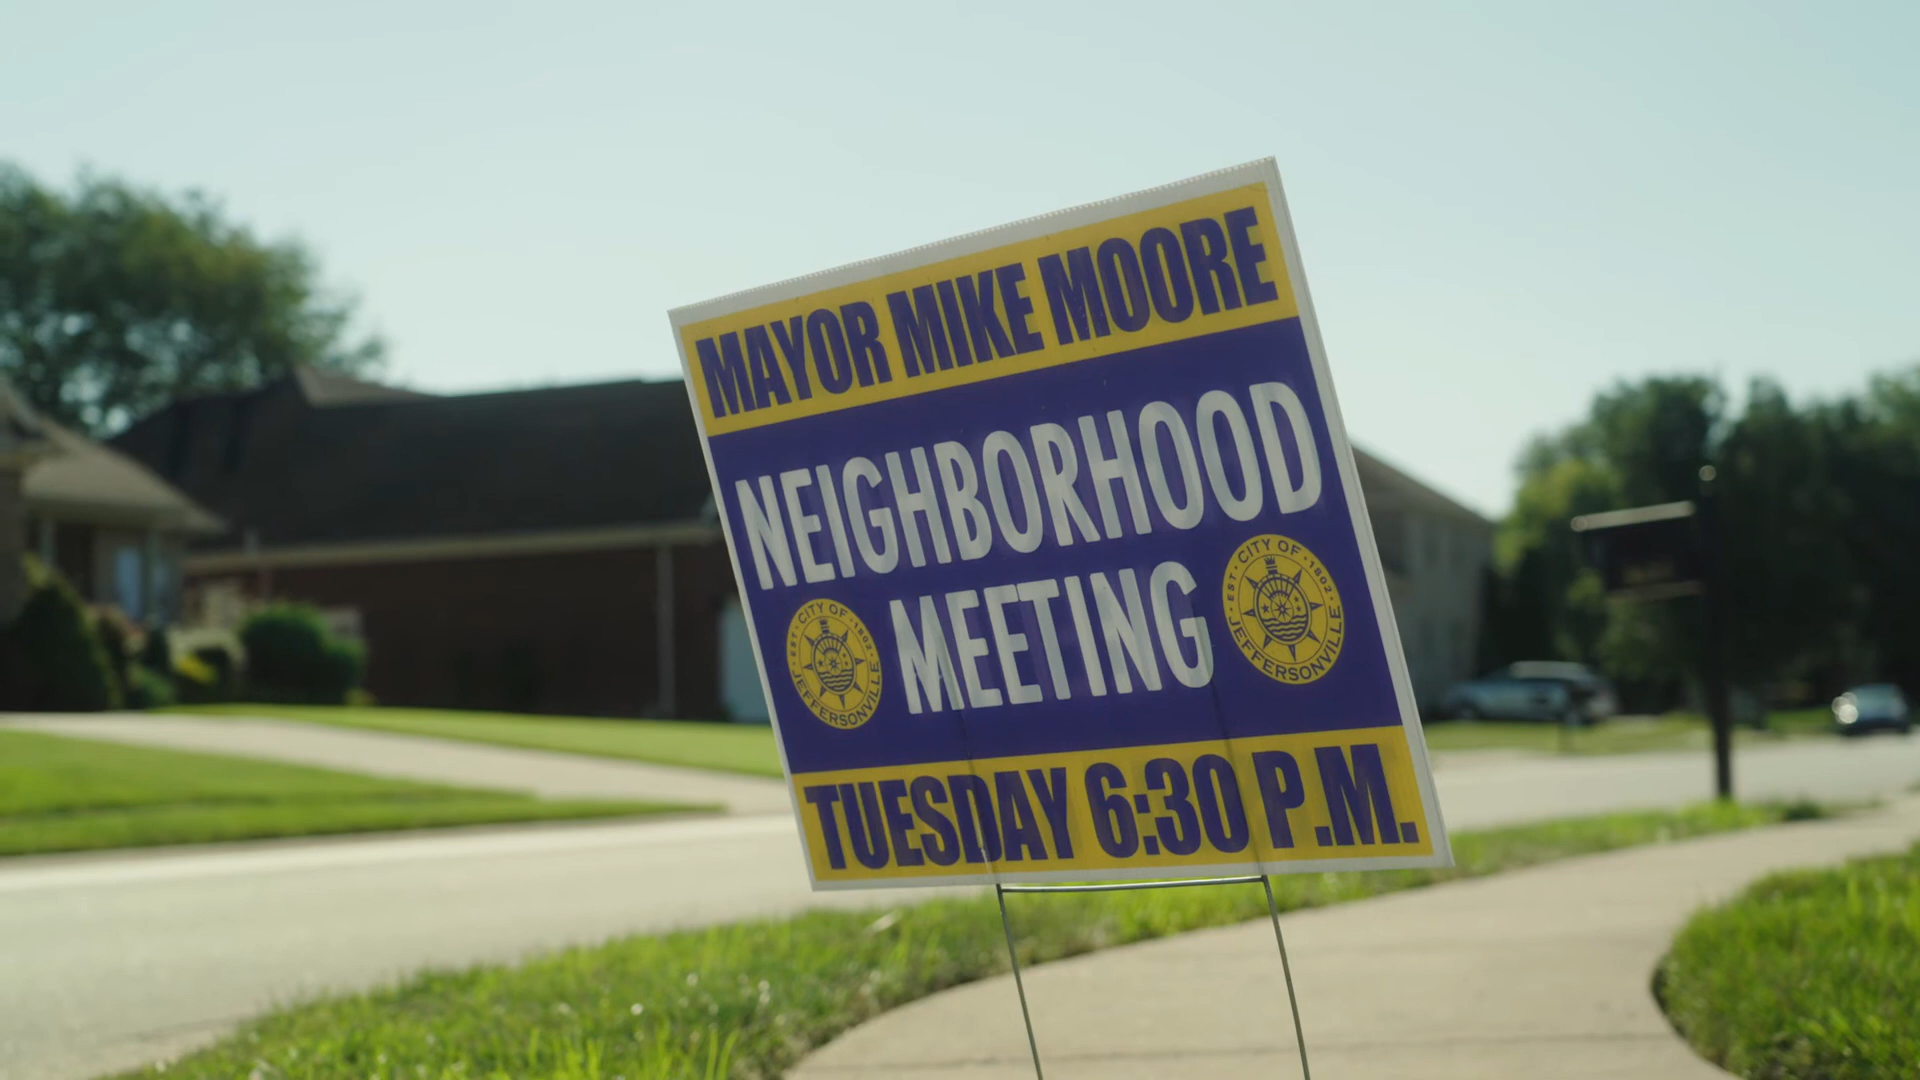 MAYOR MIKE MOORE
NEIGHBORHOOD
MEETING
CITY OF
JEFFERSONVILLE
EST. 1802
CITY OF
JEFFERSONVILLE
EST. 1802
TUESDAY 6:30 P.M.